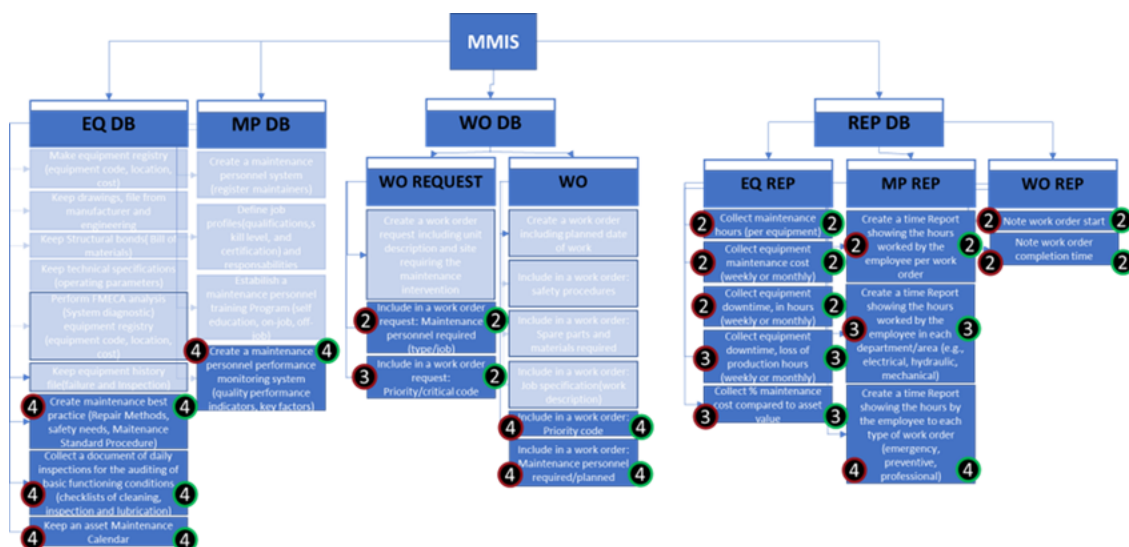 MMIS
EQ DB
Make equipment registry
(equipment code, location,
cost)
Keep drawings, file from
manufacturer and
engineering
Keep Structural bonds( Bill of
materials)
Keep technical specifications
(operating parameters)
Perform FMECA analysis
(System diagnostic)
equipment registry
(equipment code, location,
cost)
Keep equipment history
file(failure and Inspection)
4 Create maintenance best 4
practice (Repair Methods,
safety needs, Maitenance
Standard Procedure)
Collect a document of daily
inspections for the auditing of
basic functioning conditions
4 (checklists of cleaning, 4
inspection and lubrication)
Keep an asset Maintenance
4 Calendar 4
MP DB
Create a maintenance
personnel system
(register maintainers)
Define job
profiles(qualifications,s
kill level, and
certification) and
responsibilities
Establish a
maintenance personnel
training Program (self
education, on-job, off-
job)
4 4
Create a maintenance
personnel performance
monitoring system
(quality performance
indicators, key factors)
WO DB
WO REQUEST
Create a work order
request including unit
description and site
requiring the
maintenance
intervention
2 Include in a work order 2
request: Maintenance
personnel required
(type/job)
3 Include in a work order 2
request:
Priority/critical code
WO
Create a work order
including planned date
of work
Include in a work order:
safety procedures
Include in a work order:
Spare parts and
materials required
Include in a work order:
Job specification(work
description)
4 Include in a work order: 4
Priority code
Include in a work order:
4 Maintenance personnel 4
required/planned
REP DB
EQ REP
2 Collect maintenance 2
hours (per equipment)
Collect equipment
2 maintenance cost 2
(weekly or monthly)
Collect equipment
2 downtime, in hours 2
(weekly or monthly)
Collect equipment
3 downtime, loss of 3
production hours
(weekly or monthly)
Collect % maintenance
3 cost compared to asset 3
value
MP REP
Create a time Report
showing the hours
2 worked by the 2
employee per work
order
Create a time Report
showing the hours
3 worked by the 3
employee in each
department/area (e.g.,
electrical, hydraulic,
mechanical)
Create a time Report
showing the hours by
the employee to each
type of work order
(emergency,
4 preventive, 4
professional)
WO REP
2 Note work order start 2
Note work order
2 completion time 2